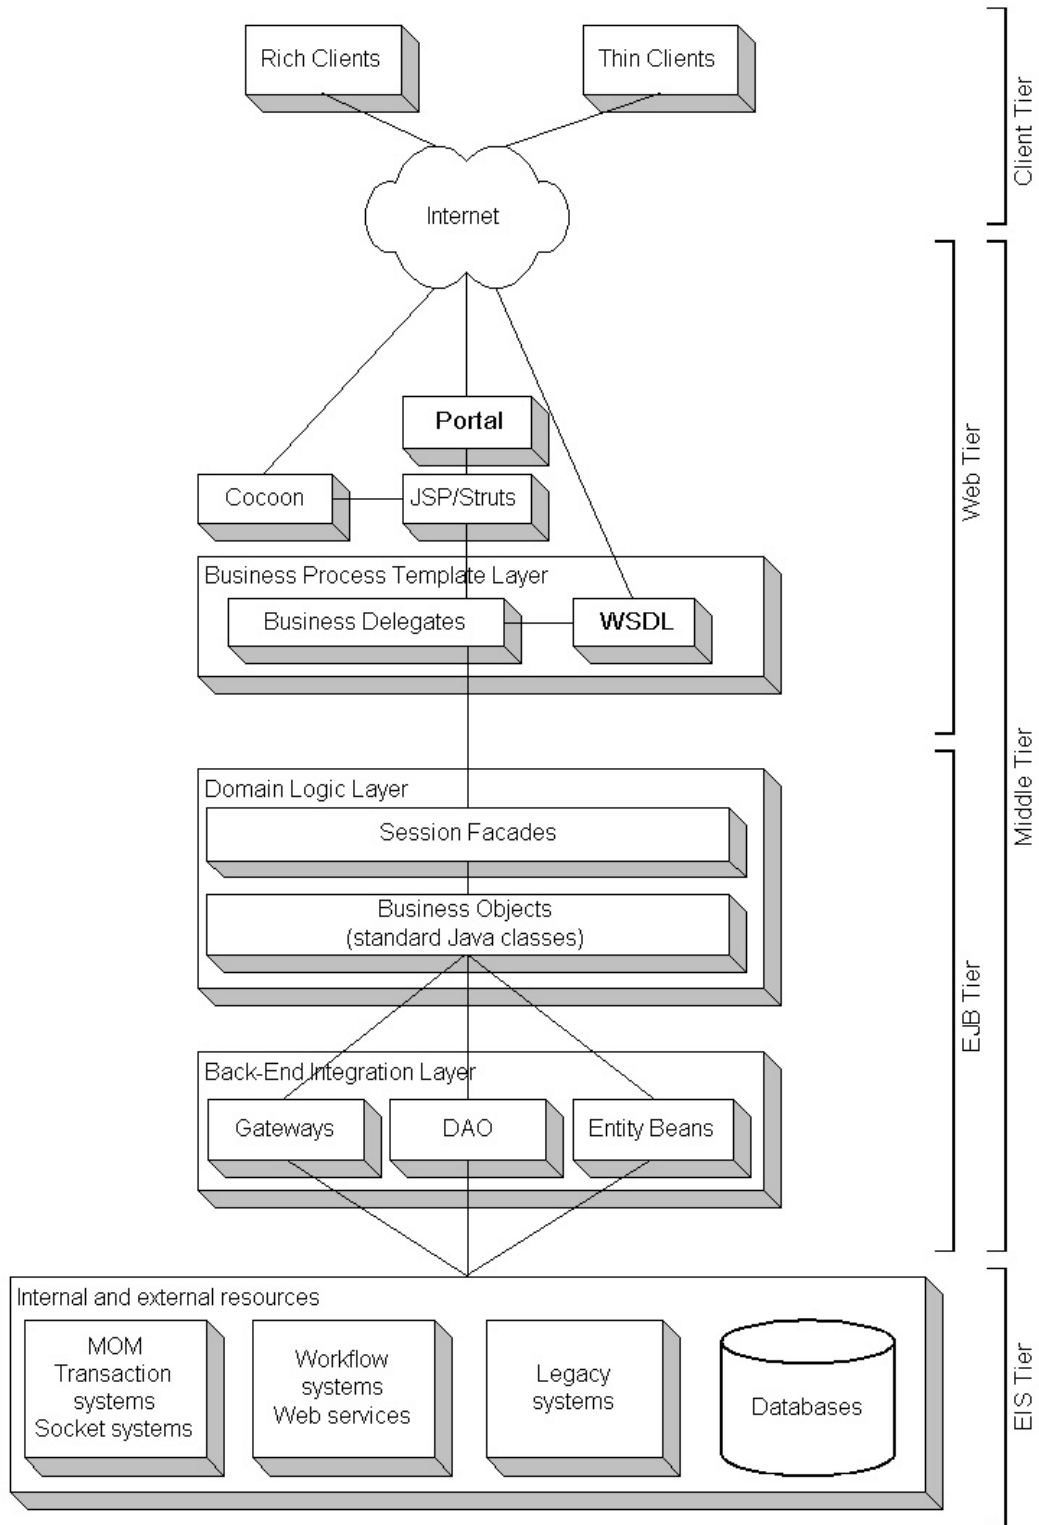 Rich Clients
Thin Clients
Client Tier
Internet
Portal
Cocoon
JSP/Struts
Web Tier
Business Process Template Layer
Business Delegates
WSDL
Middle Tier
Domain Logic Layer
Session Facades
Business Objects
(standard Java classes)
EJB Tier
Back-End Integration Layer
Gateways
DAO
Entity Beans
Internal and external resources
MOM
Transaction
systems
Socket systems
Workflow
systems
Web services
Legacy
systems
Databases
EIS Tier